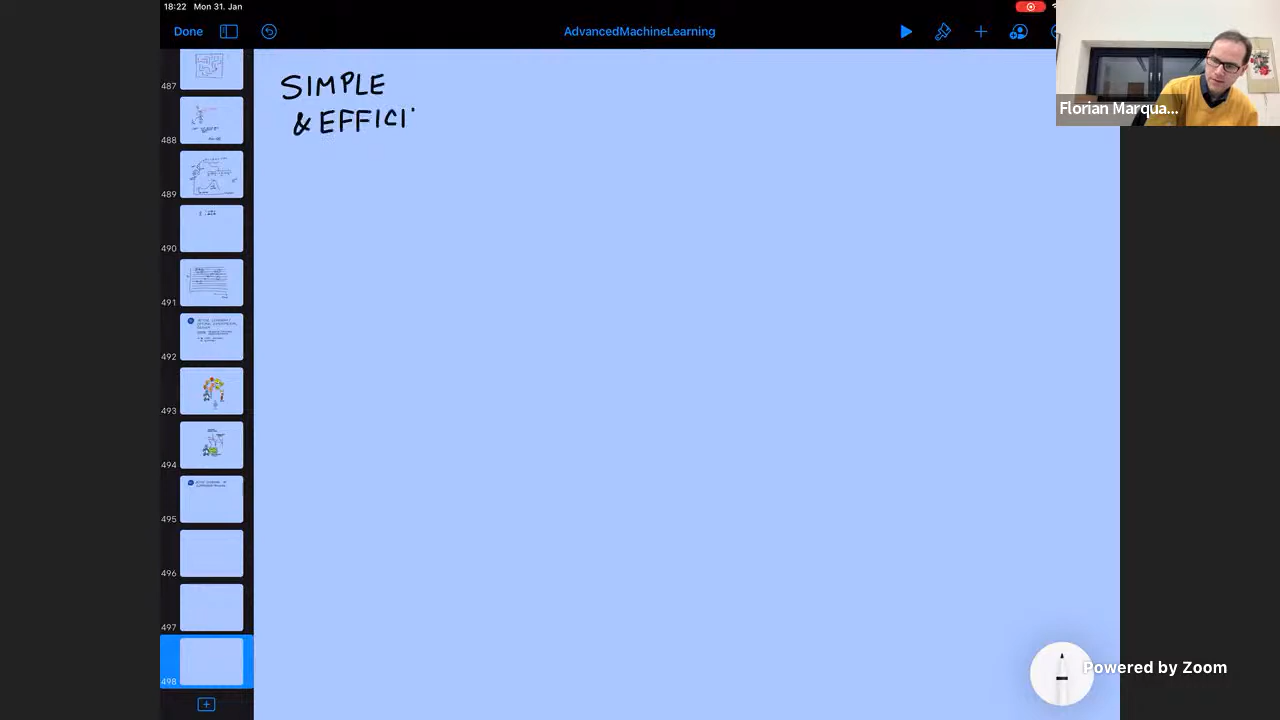 18:22 Mon 31. Jan
Done
AdvancedMachineLearning
Florian Marqua...
SIMPLE
& EFFICI
487
488
489
490
491
492
493
494
495
496
497
498
Powered by Zoom